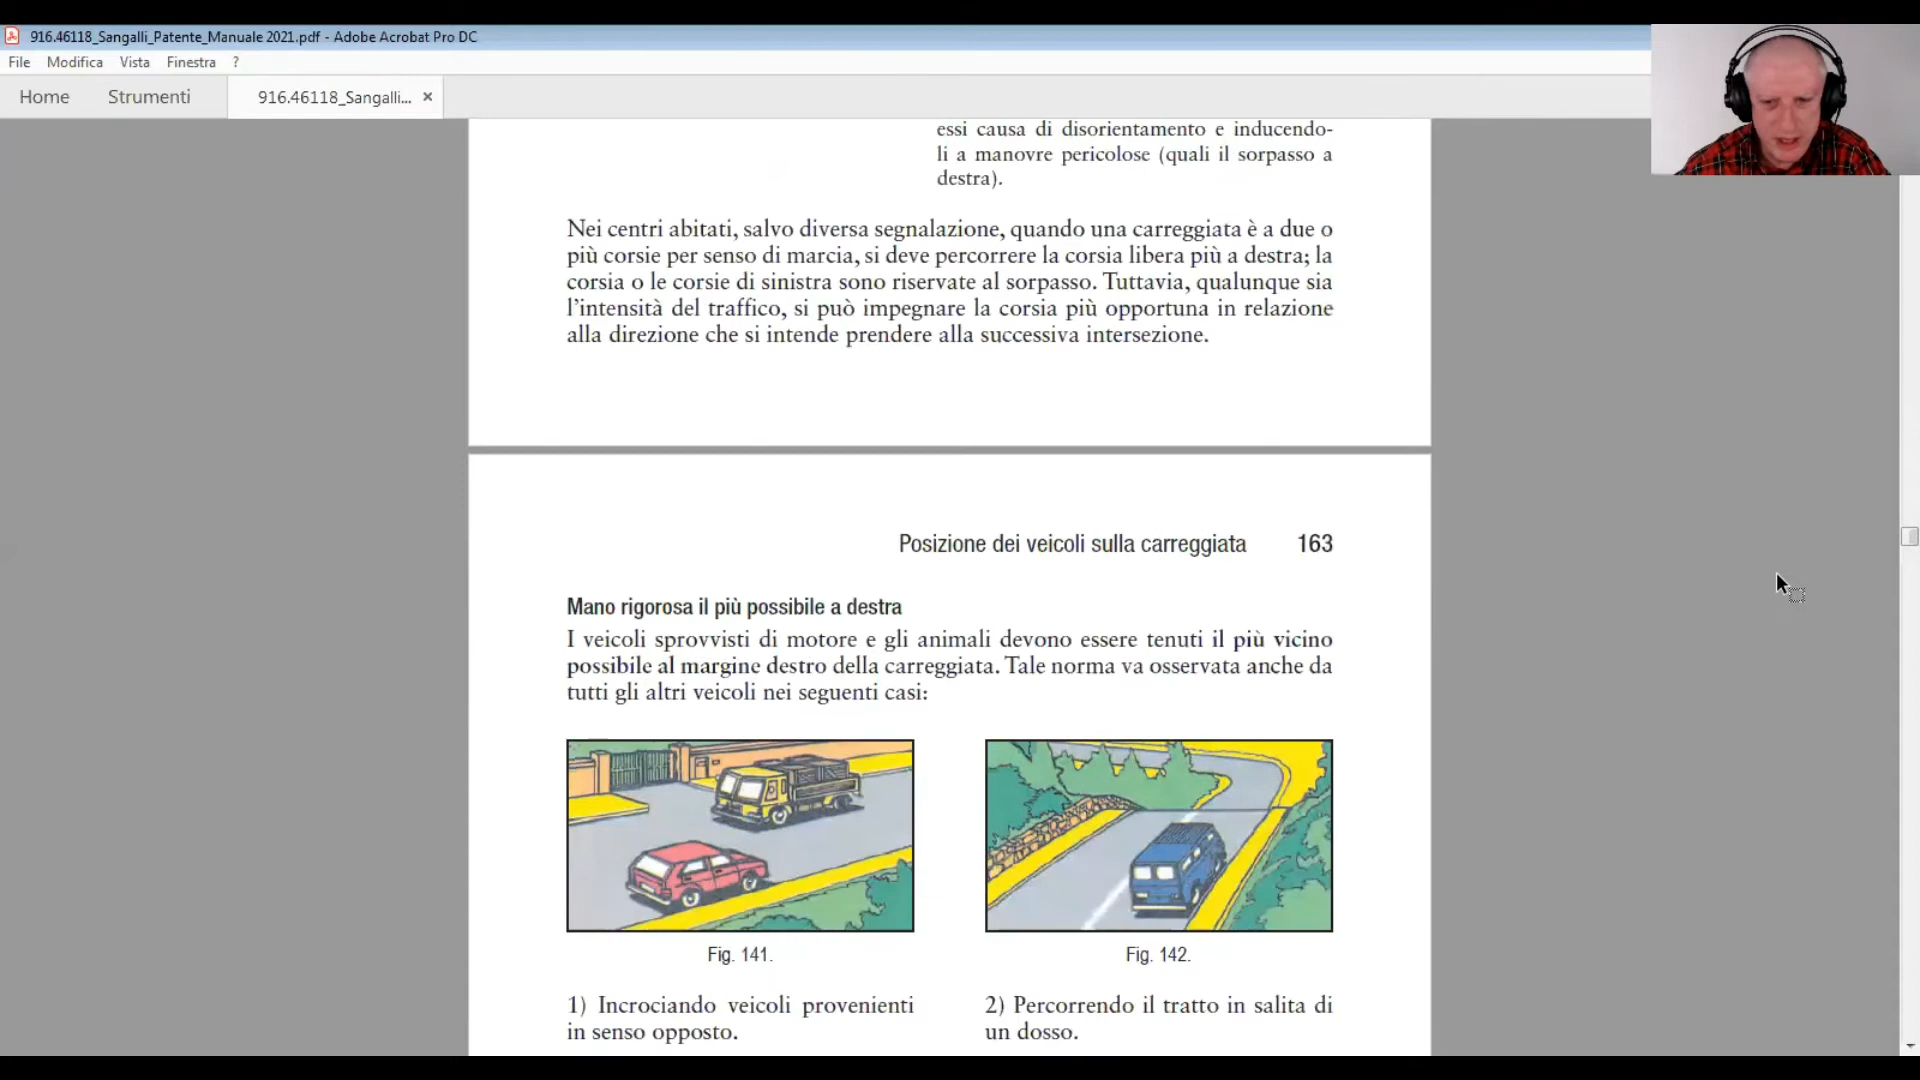 916.46118_Sangalli_Patente_Manuale 2021.pdf - Adobe Acrobat Pro DC
File Modifica Vista Finestra ?
Home Strumenti 916.46118_Sangalli... ×
essi causa di disorientamento e inducendo-
li a manovre pericolose (quali il sorpasso a
destra).
Nei centri abitati, salvo diversa segnalazione, quando una carreggiata è a due o
più corsie per senso di marcia, si deve percorrere la corsia libera più a destra; la
corsia o le corsie di sinistra sono riservate al sorpasso. Tuttavia, qualunque sia
l'intensità del traffico, si può impegnare la corsia più opportuna in relazione
alla direzione che si intende prendere alla successiva intersezione.
Posizione dei veicoli sulla carreggiata 163
Mano rigorosa il più possibile a destra
I veicoli sprovvisti di motore e gli animali devono essere tenuti il più vicino
possibile al margine destro della carreggiata. Tale norma va osservata anche da
tutti gli altri veicoli nei seguenti casi:
Fig. 141.
1) Incrociando veicoli provenienti
in senso opposto.
Fig. 142.
2) Percorrendo il tratto in salita di
un dosso.